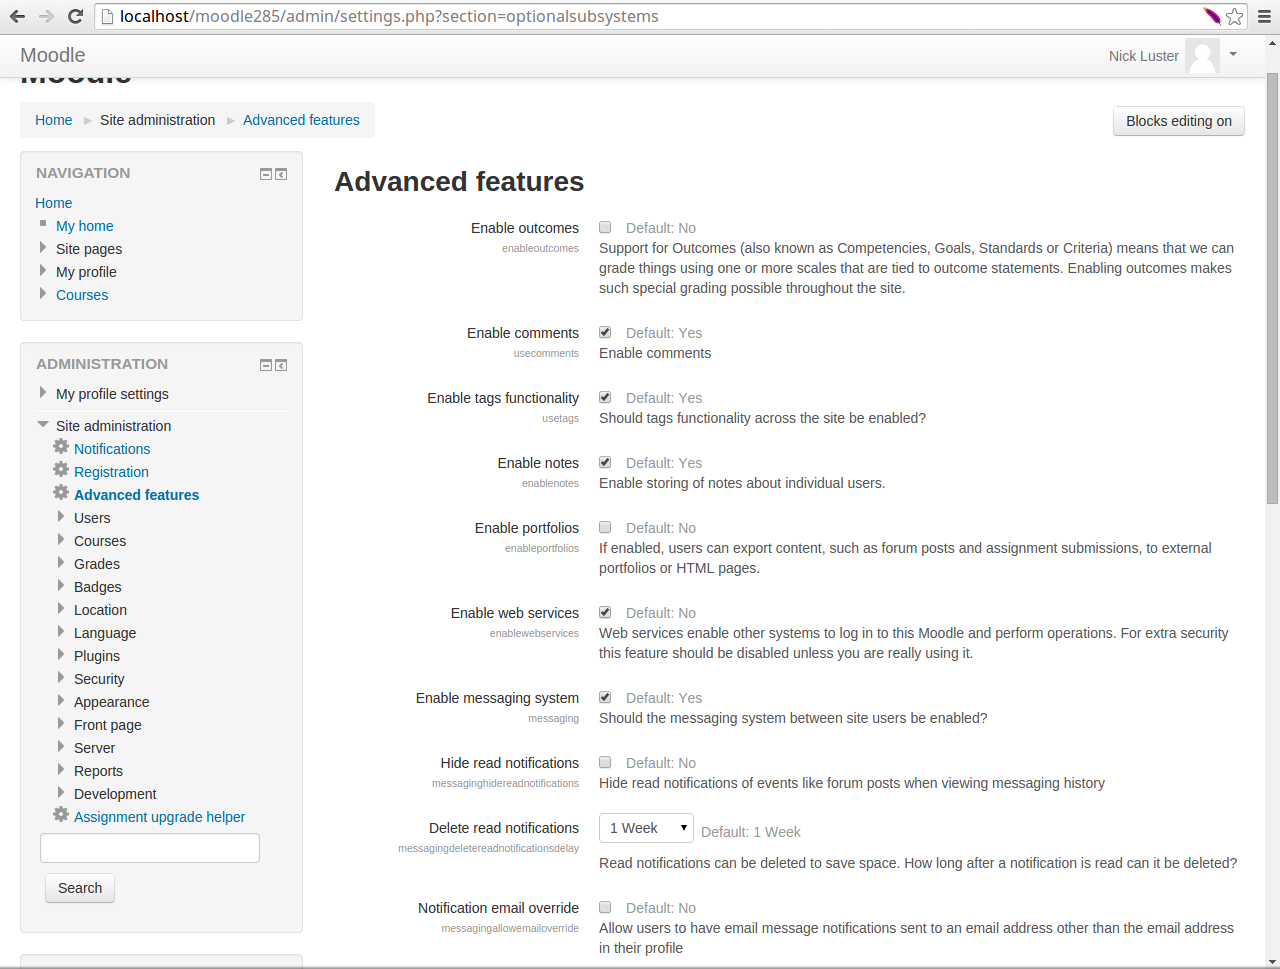 localhost/moodle285/admin/settings.php?section=optionalsubsystems
Moodle
Nick Luster
Moodle
Home Site administration Advanced features
Blocks editing on
NAVIGATION
Home
My home
Site pages
My profile
Courses
ADMINISTRATION
My profile settings
Site administration
Notifications
Registration
Advanced features
Users
Courses
Grades
Badges
Location
Language
Plugins
Security
Appearance
Front page
Server
Reports
Development
Assignment upgrade helper
Search
Advanced features
Enable outcomes Default: No
enableoutcomes
Support for Outcomes (also known as Competencies, Goals, Standards or Criteria) means that we can
grade things using one or more scales that are tied to outcome statements. Enabling outcomes makes
such special grading possible throughout the site.
Enable comments Default: Yes
usecomments
Enable comments
Enable tags functionality Default: Yes
usetags
Should tags functionality across the site be enabled?
Enable notes Default: Yes
enablenotes
Enable storing of notes about individual users.
Enable portfolios Default: No
enableportfolios
If enabled, users can export content, such as forum posts and assignment submissions, to external
portfolios or HTML pages.
Enable web services Default: No
enablewebservices
Web services enable other systems to log in to this Moodle and perform operations. For extra security
this feature should be disabled unless you are really using it.
Enable messaging system Default: Yes
messaging
Should the messaging system between site users be enabled?
Hide read notifications Default: No
messaginghidereadnotifications
Hide read notifications of events like forum posts when viewing messaging history
Delete read notifications 1 Week Default: 1 Week
messagingdeletereadnotificationsdelay
Read notifications can be deleted to save space. How long after a notification is read can it be deleted?
Notification email override Default: No
messagingallowemailoverride
Allow users to have email message notifications sent to an email address other than the email address
in their profile